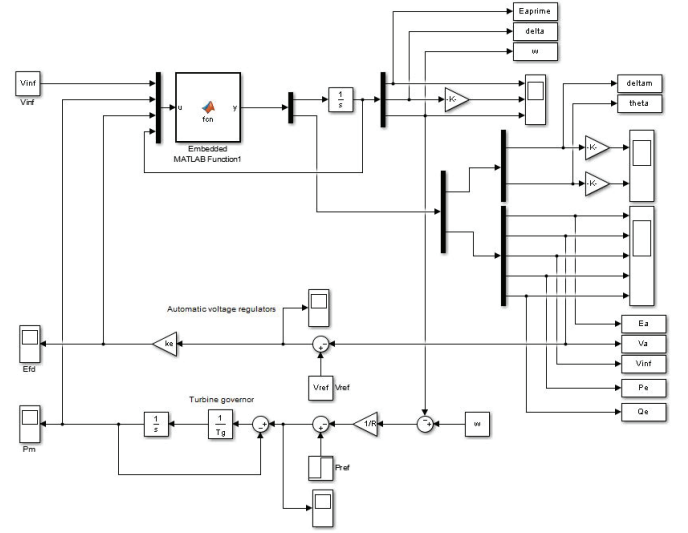 Eaprime
delta
w
Vinf
Vinf
u
fcn
y
Embedded
MATLAB Function1
1
s
-K-
deltam
theta
-K-
-K-
Automatic voltage regulators
Efd
ke
Vref
Vref
Ea
Va
Vinf
Pe
Qe
Turbine governor
Pm
1
s
1
Tg
1/R
w
Pref